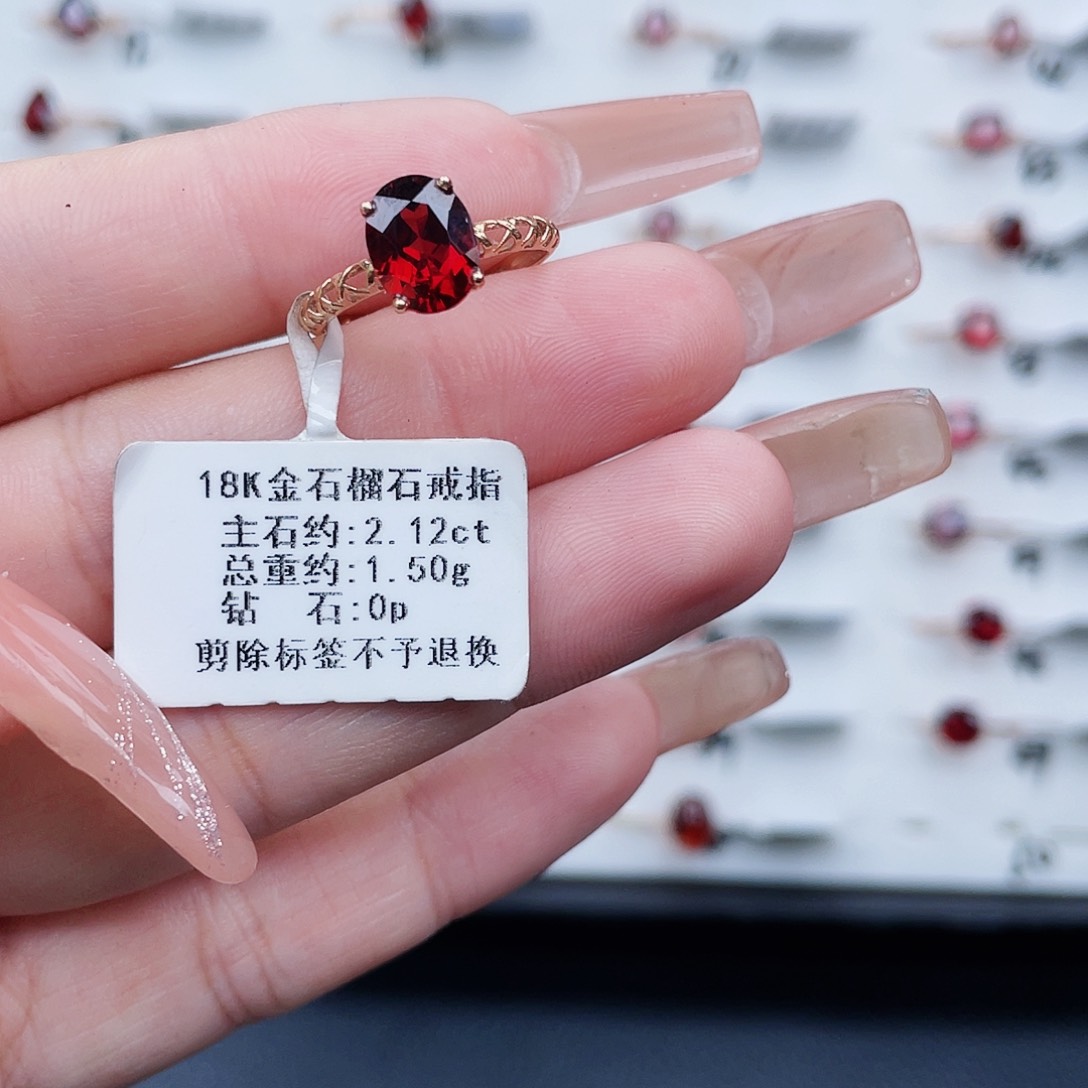 18K金石榴石戒指
主石约:2.12ct
总重约:1.50g
钻 石:0p
剪除标签不予退换